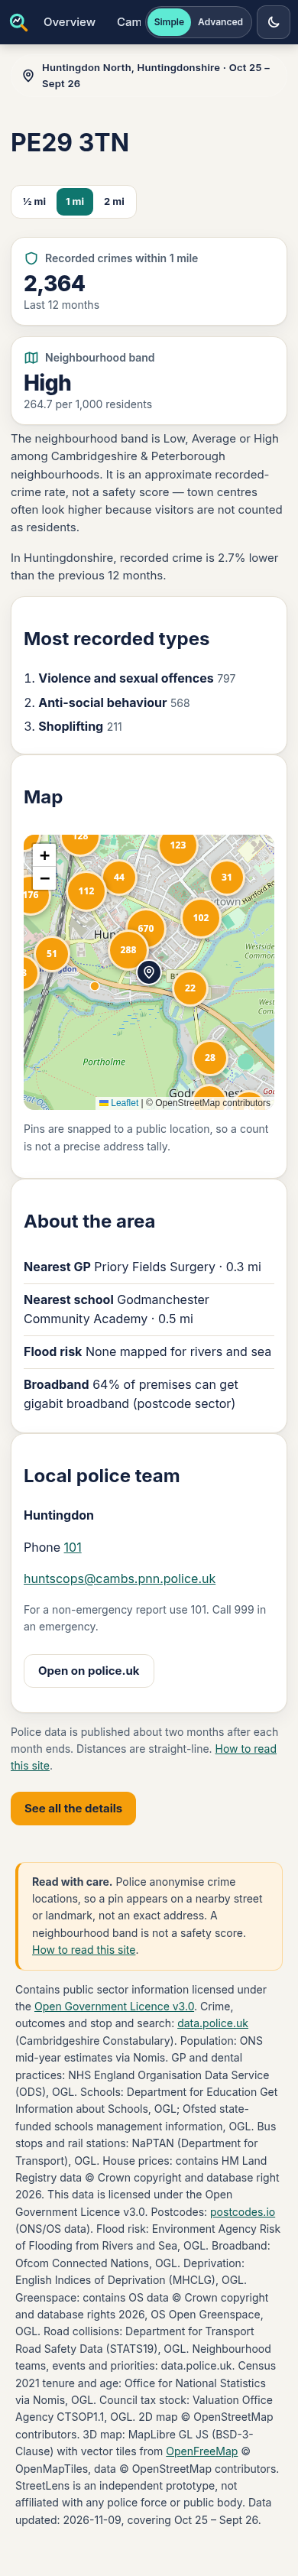 Overview Cam Simple Advanced
Huntingdon North, Huntingdonshire · Oct 25 –
Sept 26
PE29 3TN
½ mi 1 mi 2 mi
Recorded crimes within 1 mile
2,364
Last 12 months
Neighbourhood band
High
264.7 per 1,000 residents
The neighbourhood band is Low, Average or High
among Cambridgeshire & Peterborough
neighbourhoods. It is an approximate recorded-
crime rate, not a safety score — town centres
often look higher because visitors are not counted
as residents.
In Huntingdonshire, recorded crime is 2.7% lower
than the previous 12 months.
Most recorded types
1. Violence and sexual offences 797
2. Anti-social behaviour 568
3. Shoplifting 211
Map
+
−
128
123
44
31
176
112
102
670
288
51
22
28
Portholme
Leaflet | © OpenStreetMap contributors
Pins are snapped to a public location, so a count
is not a precise address tally.
About the area
Nearest GP Priory Fields Surgery · 0.3 mi
Nearest school Godmanchester
Community Academy · 0.5 mi
Flood risk None mapped for rivers and sea
Broadband 64% of premises can get
gigabit broadband (postcode sector)
Local police team
Huntingdon
Phone 101
huntscops@cambs.pnn.police.uk
For a non-emergency report use 101. Call 999 in
an emergency.
Open on police.uk
Police data is published about two months after each
month ends. Distances are straight-line. How to read
this site.
See all the details
Read with care. Police anonymise crime
locations, so a pin appears on a nearby street
or landmark, not an exact address. A
neighbourhood band is not a safety score.
How to read this site.
Contains public sector information licensed under
the Open Government Licence v3.0. Crime,
outcomes and stop and search: data.police.uk
(Cambridgeshire Constabulary). Population: ONS
mid-year estimates via Nomis. GP and dental
practices: NHS England Organisation Data Service
(ODS), OGL. Schools: Department for Education Get
Information about Schools, OGL; Ofsted state-
funded schools management information, OGL. Bus
stops and rail stations: NaPTAN (Department for
Transport), OGL. House prices: contains HM Land
Registry data © Crown copyright and database right
2026. This data is licensed under the Open
Government Licence v3.0. Postcodes: postcodes.io
(ONS/OS data). Flood risk: Environment Agency Risk
of Flooding from Rivers and Sea, OGL. Broadband:
Ofcom Connected Nations, OGL. Deprivation:
English Indices of Deprivation (MHCLG), OGL.
Greenspace: contains OS data © Crown copyright
and database rights 2026, OS Open Greenspace,
OGL. Road collisions: Department for Transport
Road Safety Data (STATS19), OGL. Neighbourhood
teams, events and priorities: data.police.uk. Census
2021 tenure and age: Office for National Statistics
via Nomis, OGL. Council tax stock: Valuation Office
Agency CTSOP1.1, OGL. 2D map © OpenStreetMap
contributors. 3D map: MapLibre GL JS (BSD-3-
Clause) with vector tiles from OpenFreeMap ©
OpenMapTiles, data © OpenStreetMap contributors.
StreetLens is an independent prototype, not
affiliated with any police force or public body. Data
updated: 2026-11-09, covering Oct 25 – Sept 26.